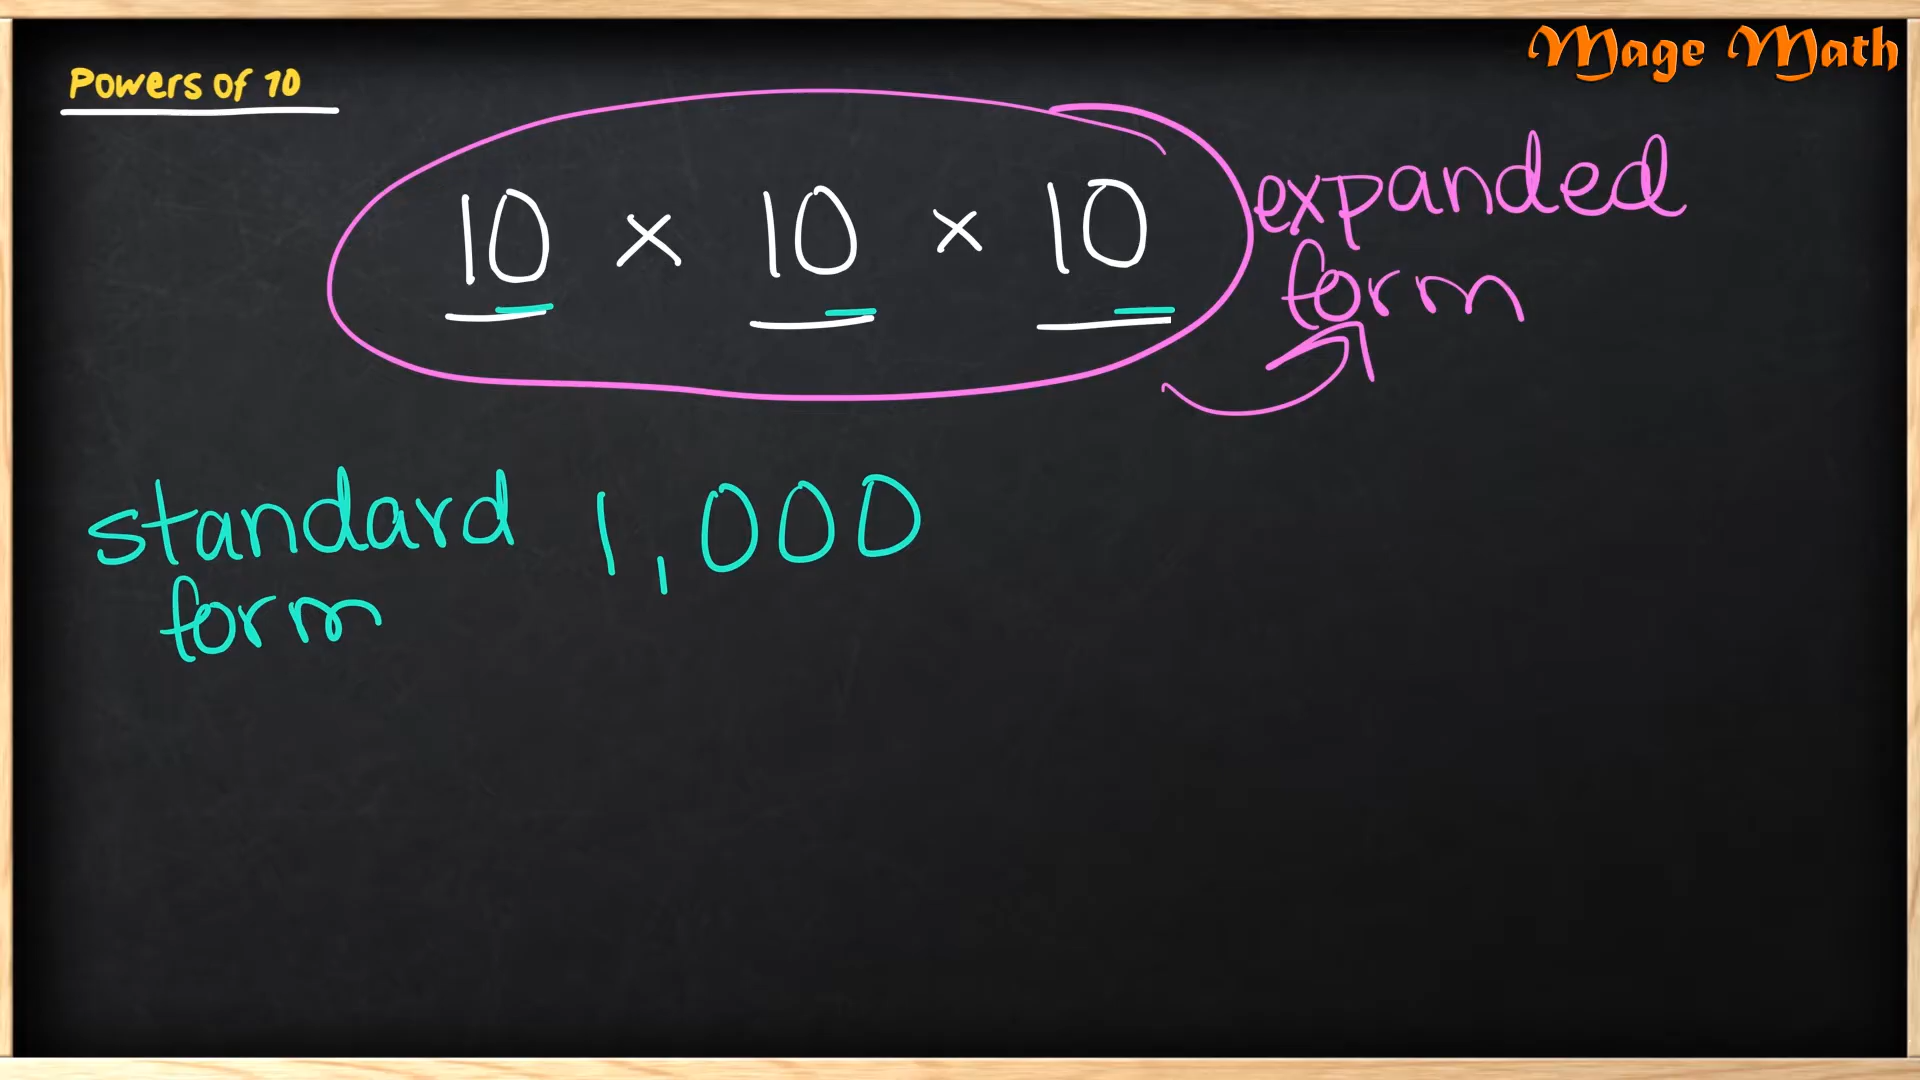 Mage Math
Powers of 10
10 × 10 × 10
expanded
form
standard 1,000
form